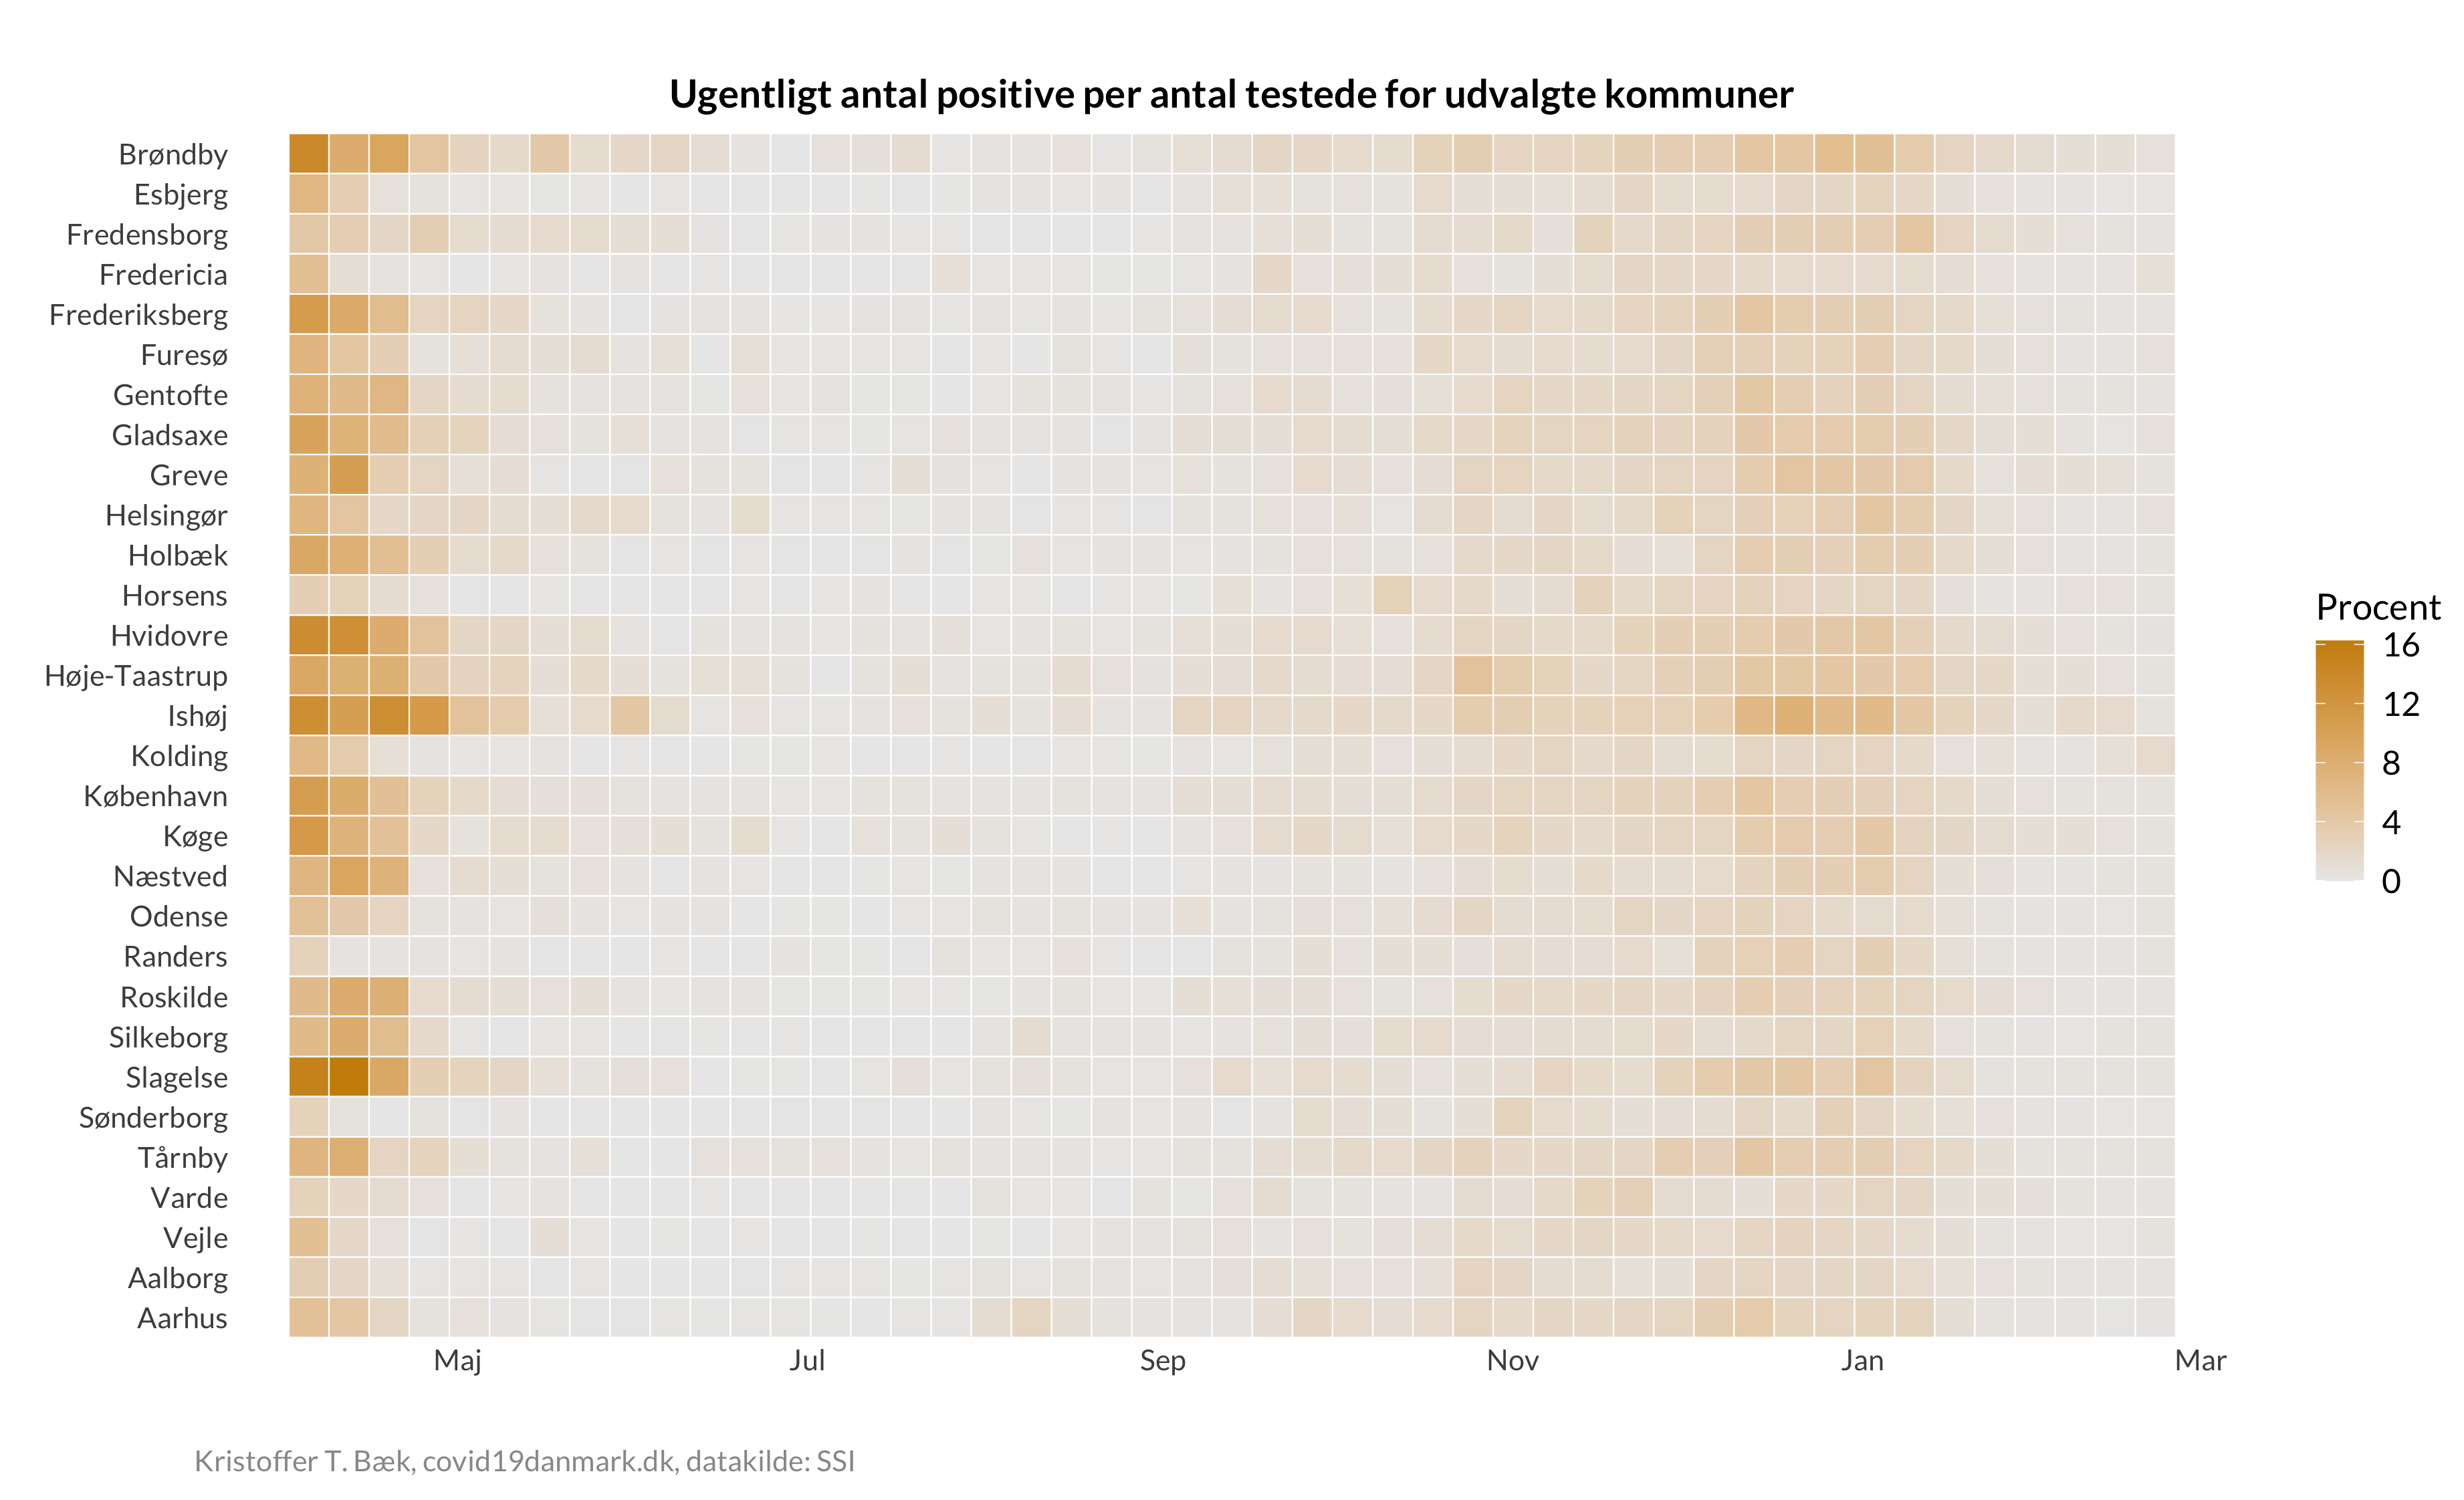 Ugentligt antal positive per antal testede for udvalgte kommuner
Brøndby
Esbjerg
Fredensborg
Fredericia
Frederiksberg
Furesø
Gentofte
Gladsaxe
Greve
Helsingør
Holbæk
Horsens
Hvidovre
Høje-Taastrup
Ishøj
Kolding
København
Køge
Næstved
Odense
Randers
Roskilde
Silkeborg
Slagelse
Sønderborg
Tårnby
Varde
Vejle
Aalborg
Aarhus
Maj Jul Sep Nov Jan Mar
Procent
16
12
8
4
0
Kristoffer T. Bæk, covid19danmark.dk, datakilde: SSI